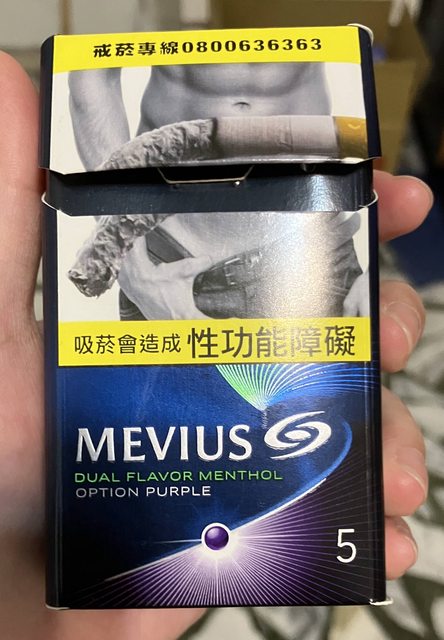 戒菸專線0800636363
吸菸會造成 性功能障礙
MEVIUS
DUAL FLAVOR MENTHOL
OPTION PURPLE
5